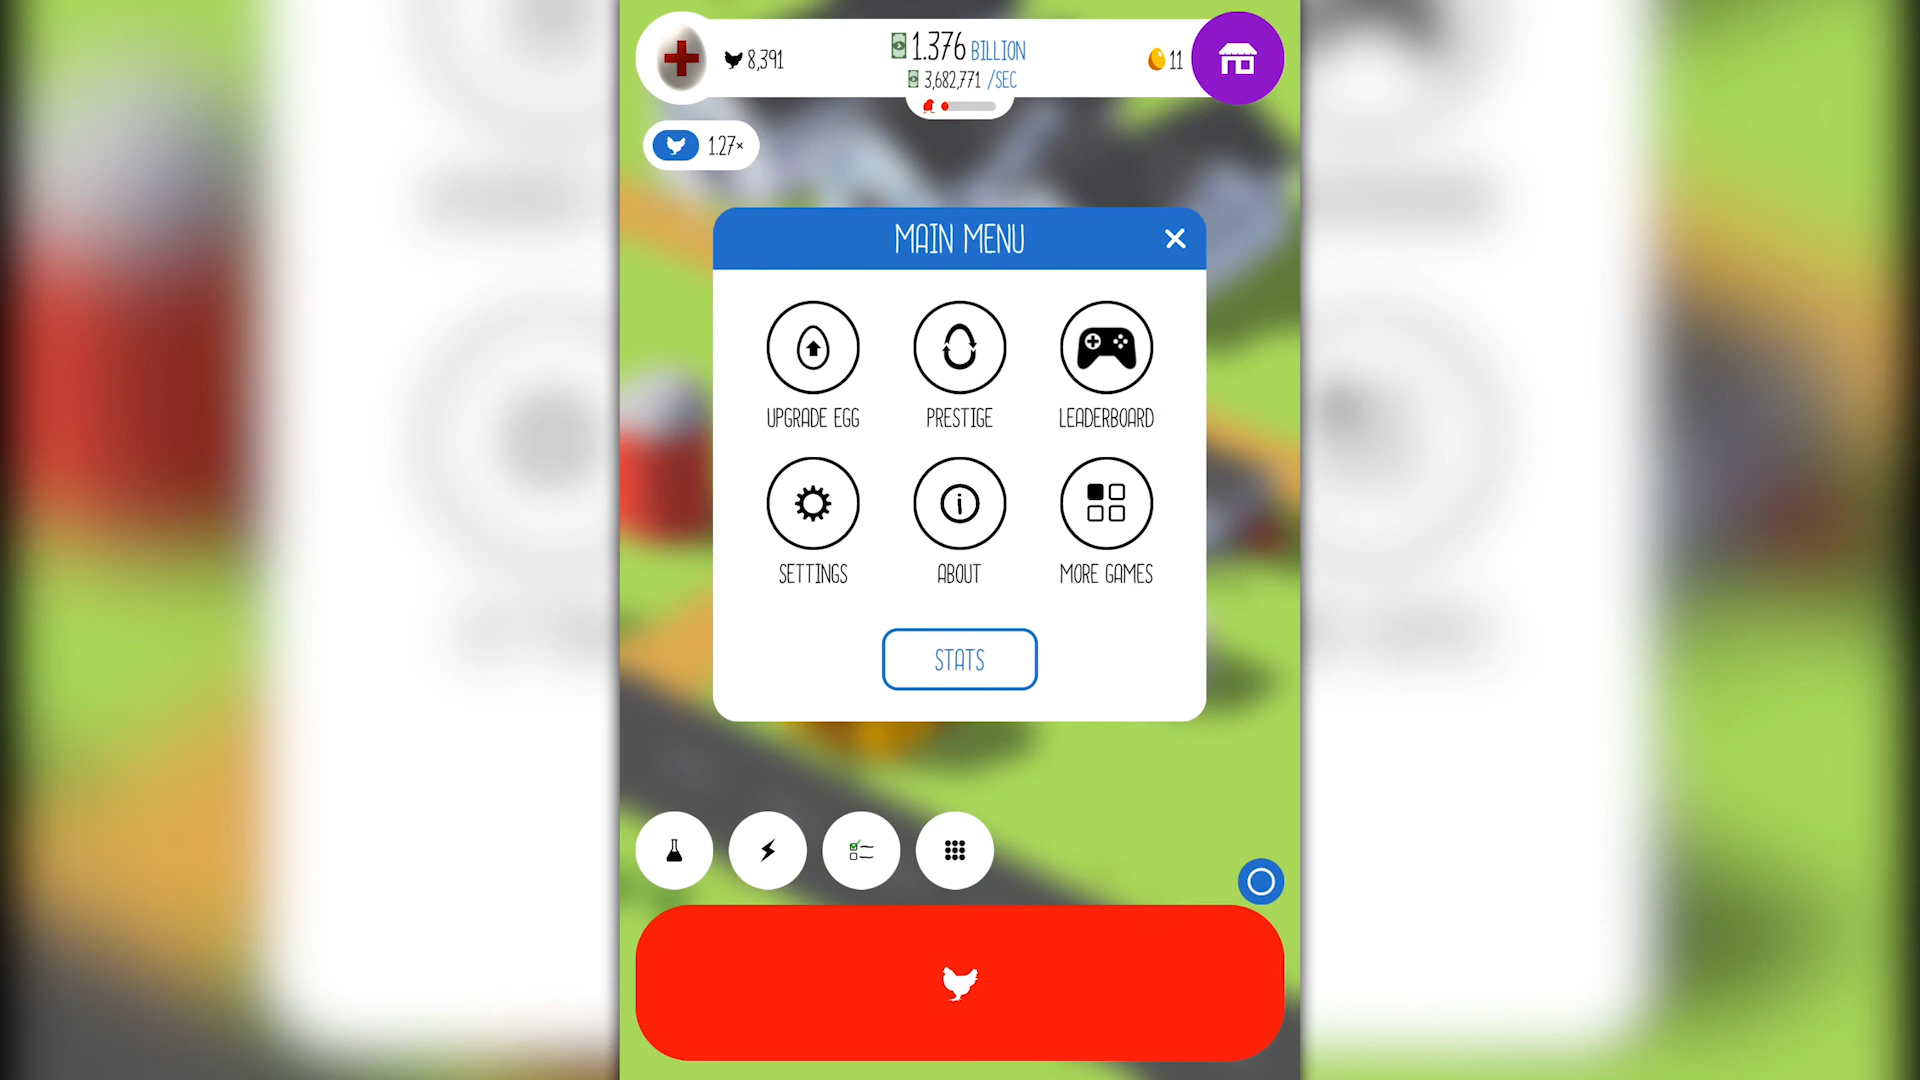 8,391
1.376 BILLION
3,682,771 /SEC
11
1.27×
MAIN MENU
UPGRADE EGG
PRESTIGE
LEADERBOARD
SETTINGS
ABOUT
MORE GAMES
STATS